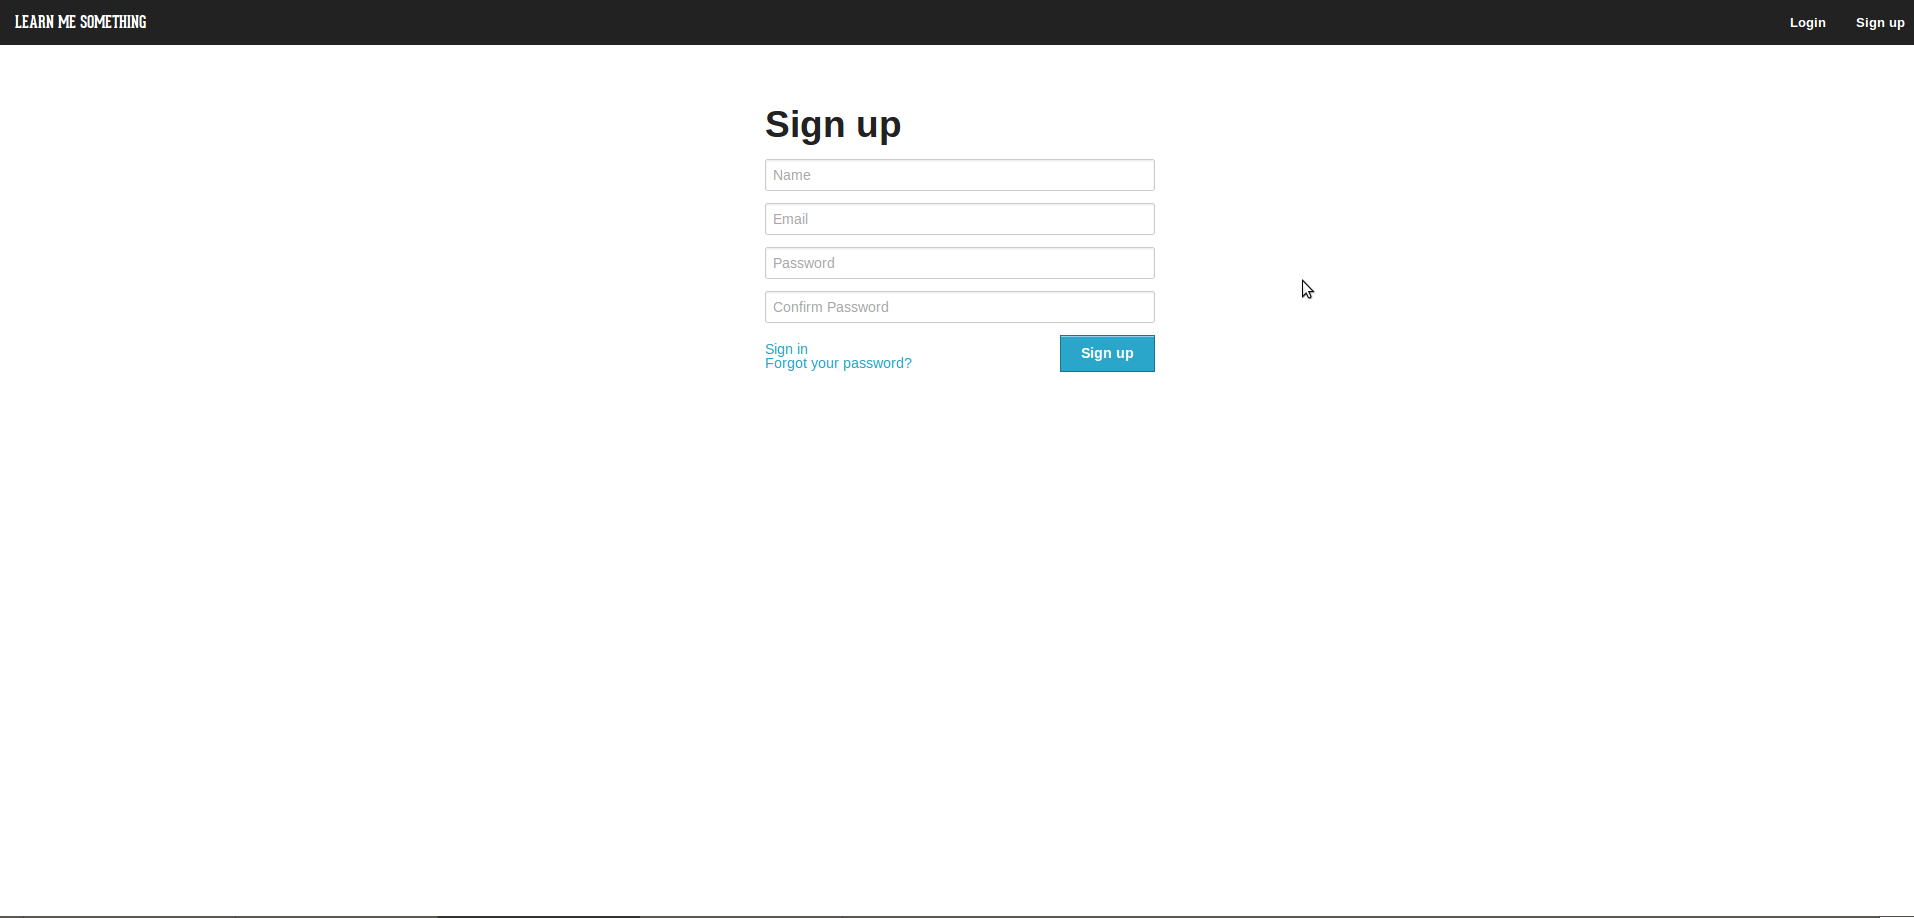 LEARN ME SOMETHING
Login
Sign up
Sign up
Name
Email
Password
Confirm Password
Sign in
Sign up
Forgot your password?